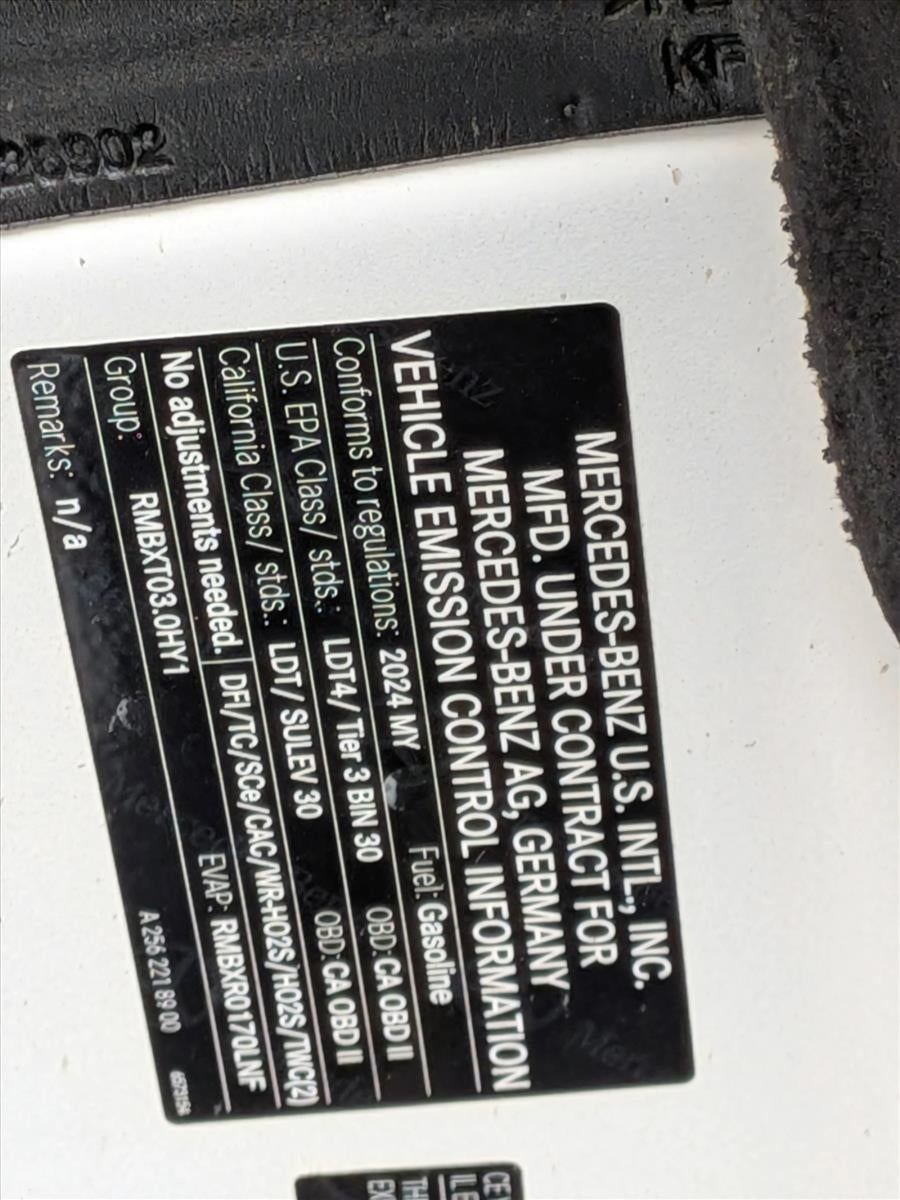 26902
KF
MERCEDES-BENZ U.S. INTL., INC.
MFD. UNDER CONTRACT FOR
MERCEDES-BENZ AG, GERMANY
VEHICLE EMISSION CONTROL INFORMATION
Fuel: Gasoline
Conforms to regulations: 2024 MY
U.S. EPA Class/ stds.: LDT4/ Tier 3 BIN 30 OBD: CA OBD II
California Class/ stds.: LDT/ SULEV 30 OBD: CA OBD II
No adjustments needed. DFI/TC/SCe/CAC/WR-HO2S/HO2S/TWC(2)
Group: RMBXT03.0HY1 EVAP: RMBXR0170LNF
Remarks: n/a A 256 221 89 00